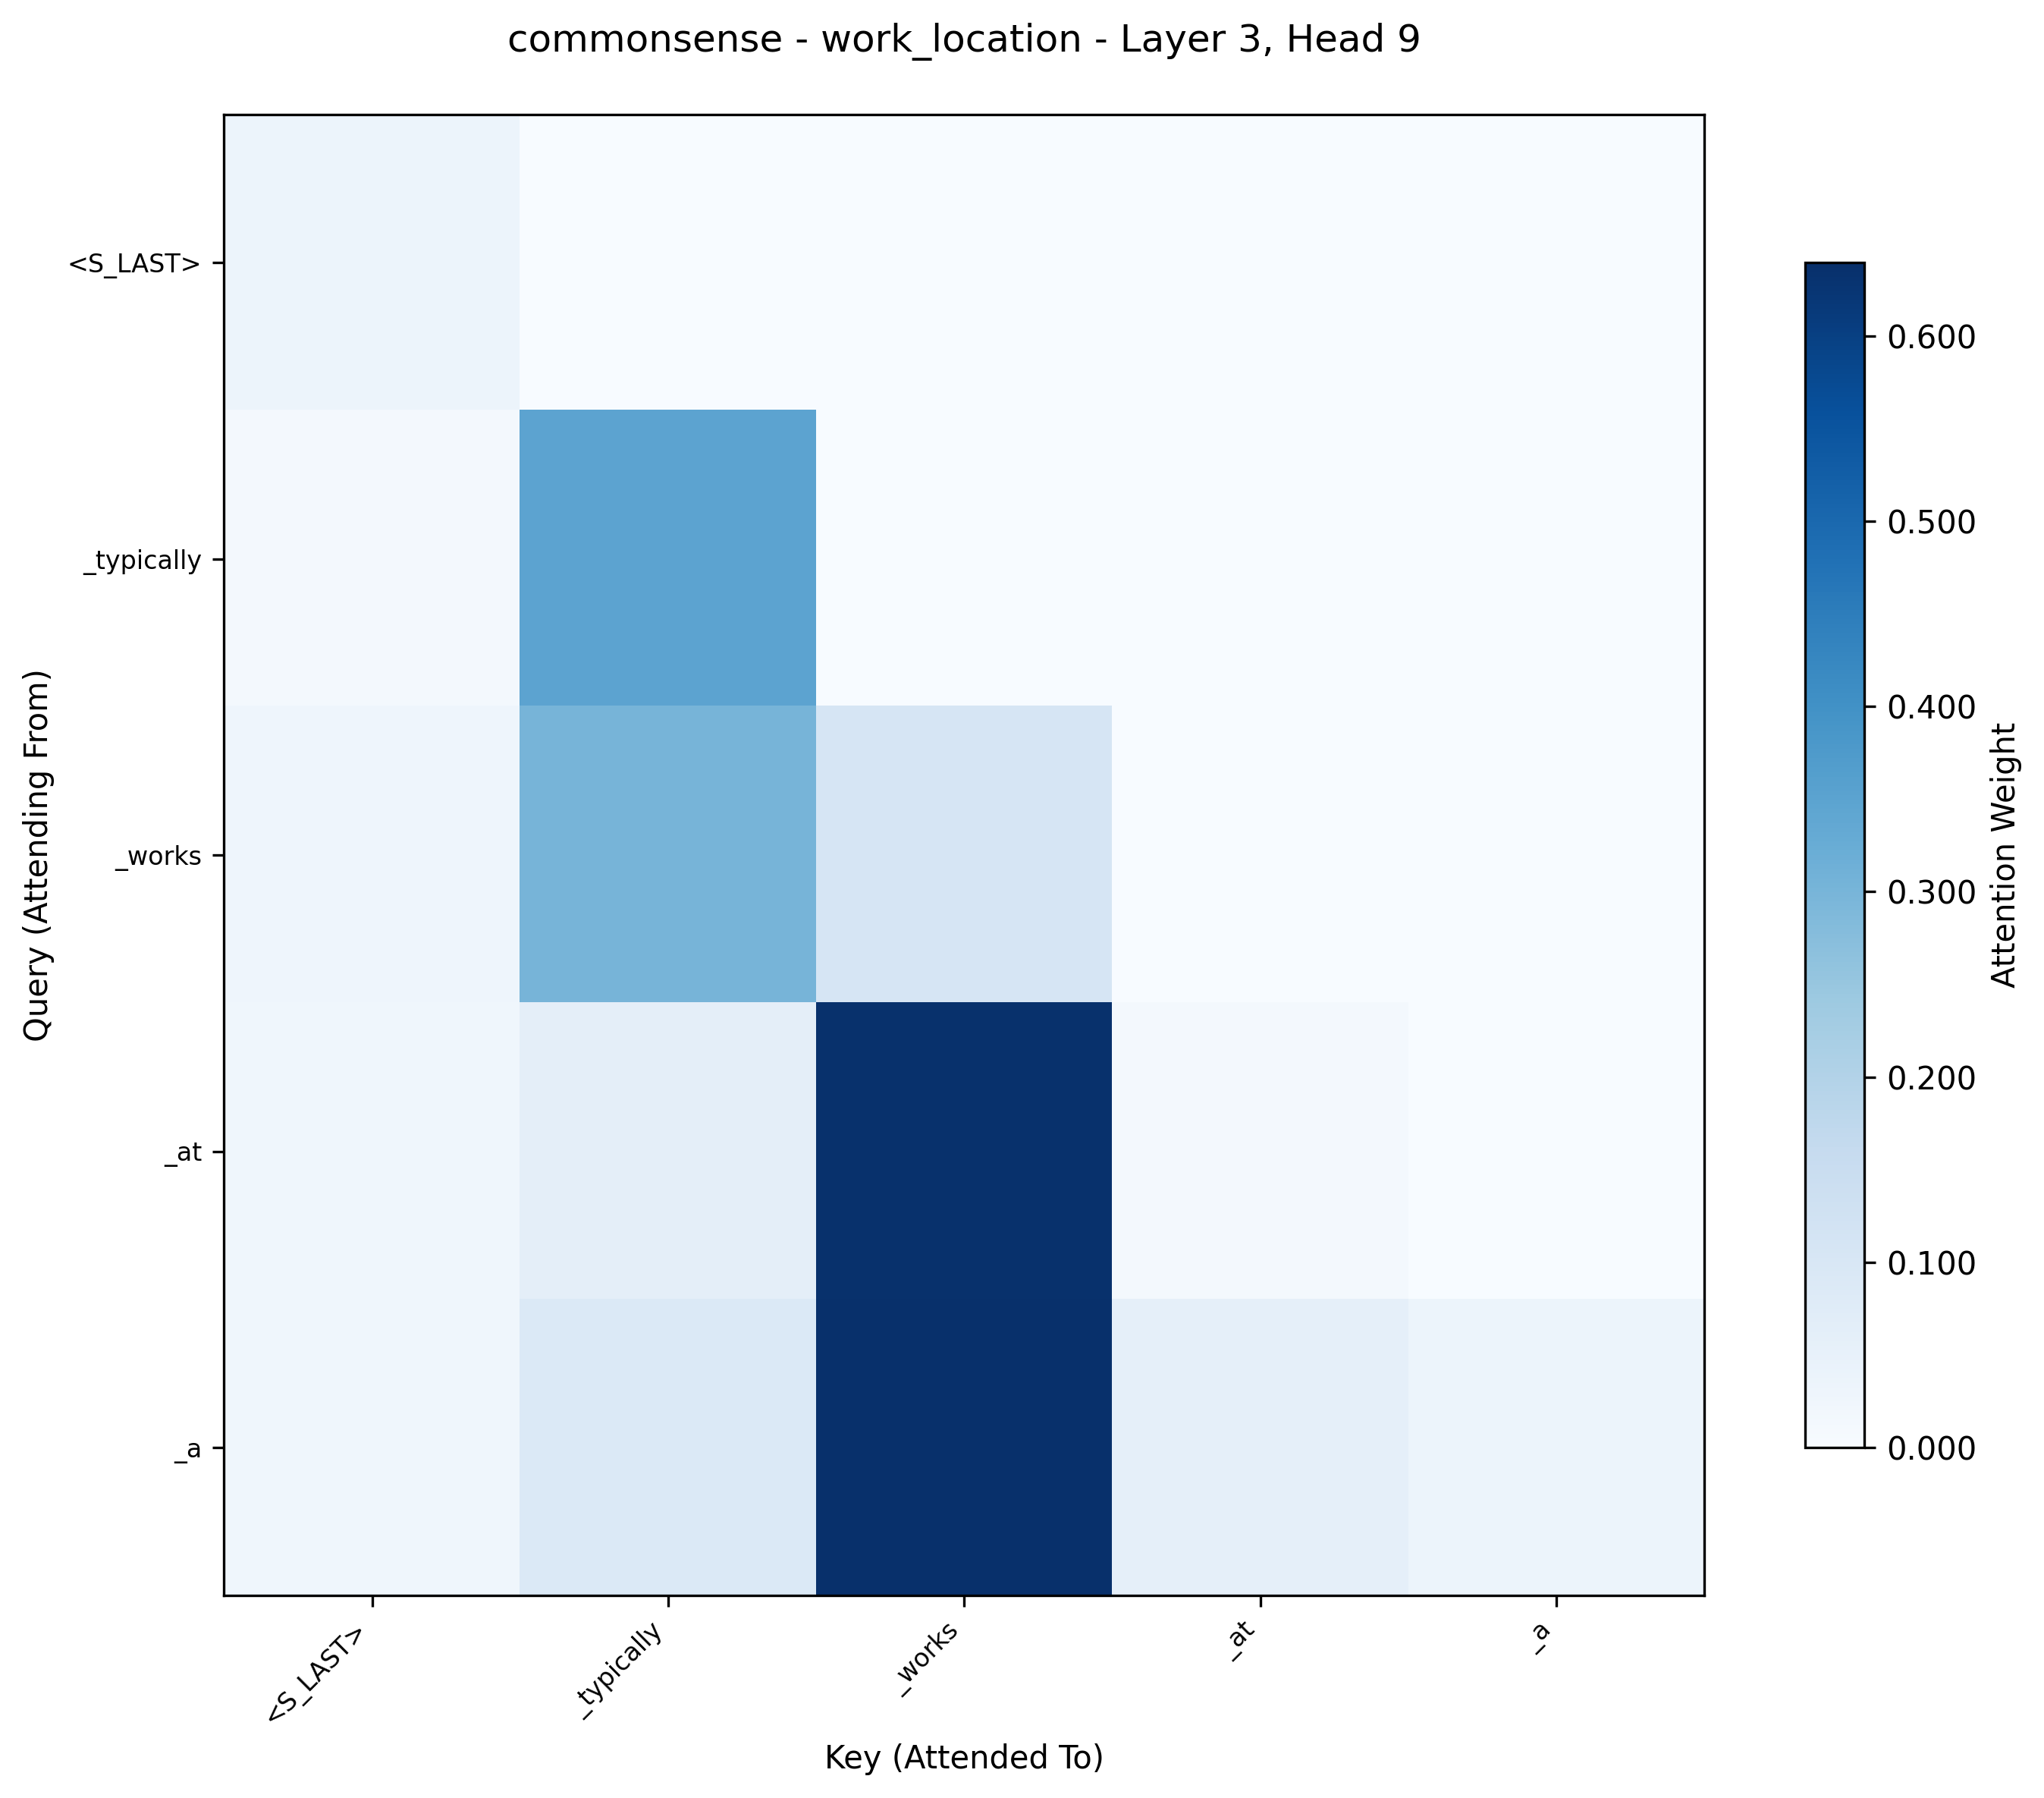 commonsense - work_location - Layer 3, Head 9
Query (Attending From)
<S_LAST>
_typically
_works
_at
_a
<S_LAST>
_typically
_works
_at
_a
Key (Attended To)
0.600
0.500
0.400
0.300
0.200
0.100
0.000
Attention Weight